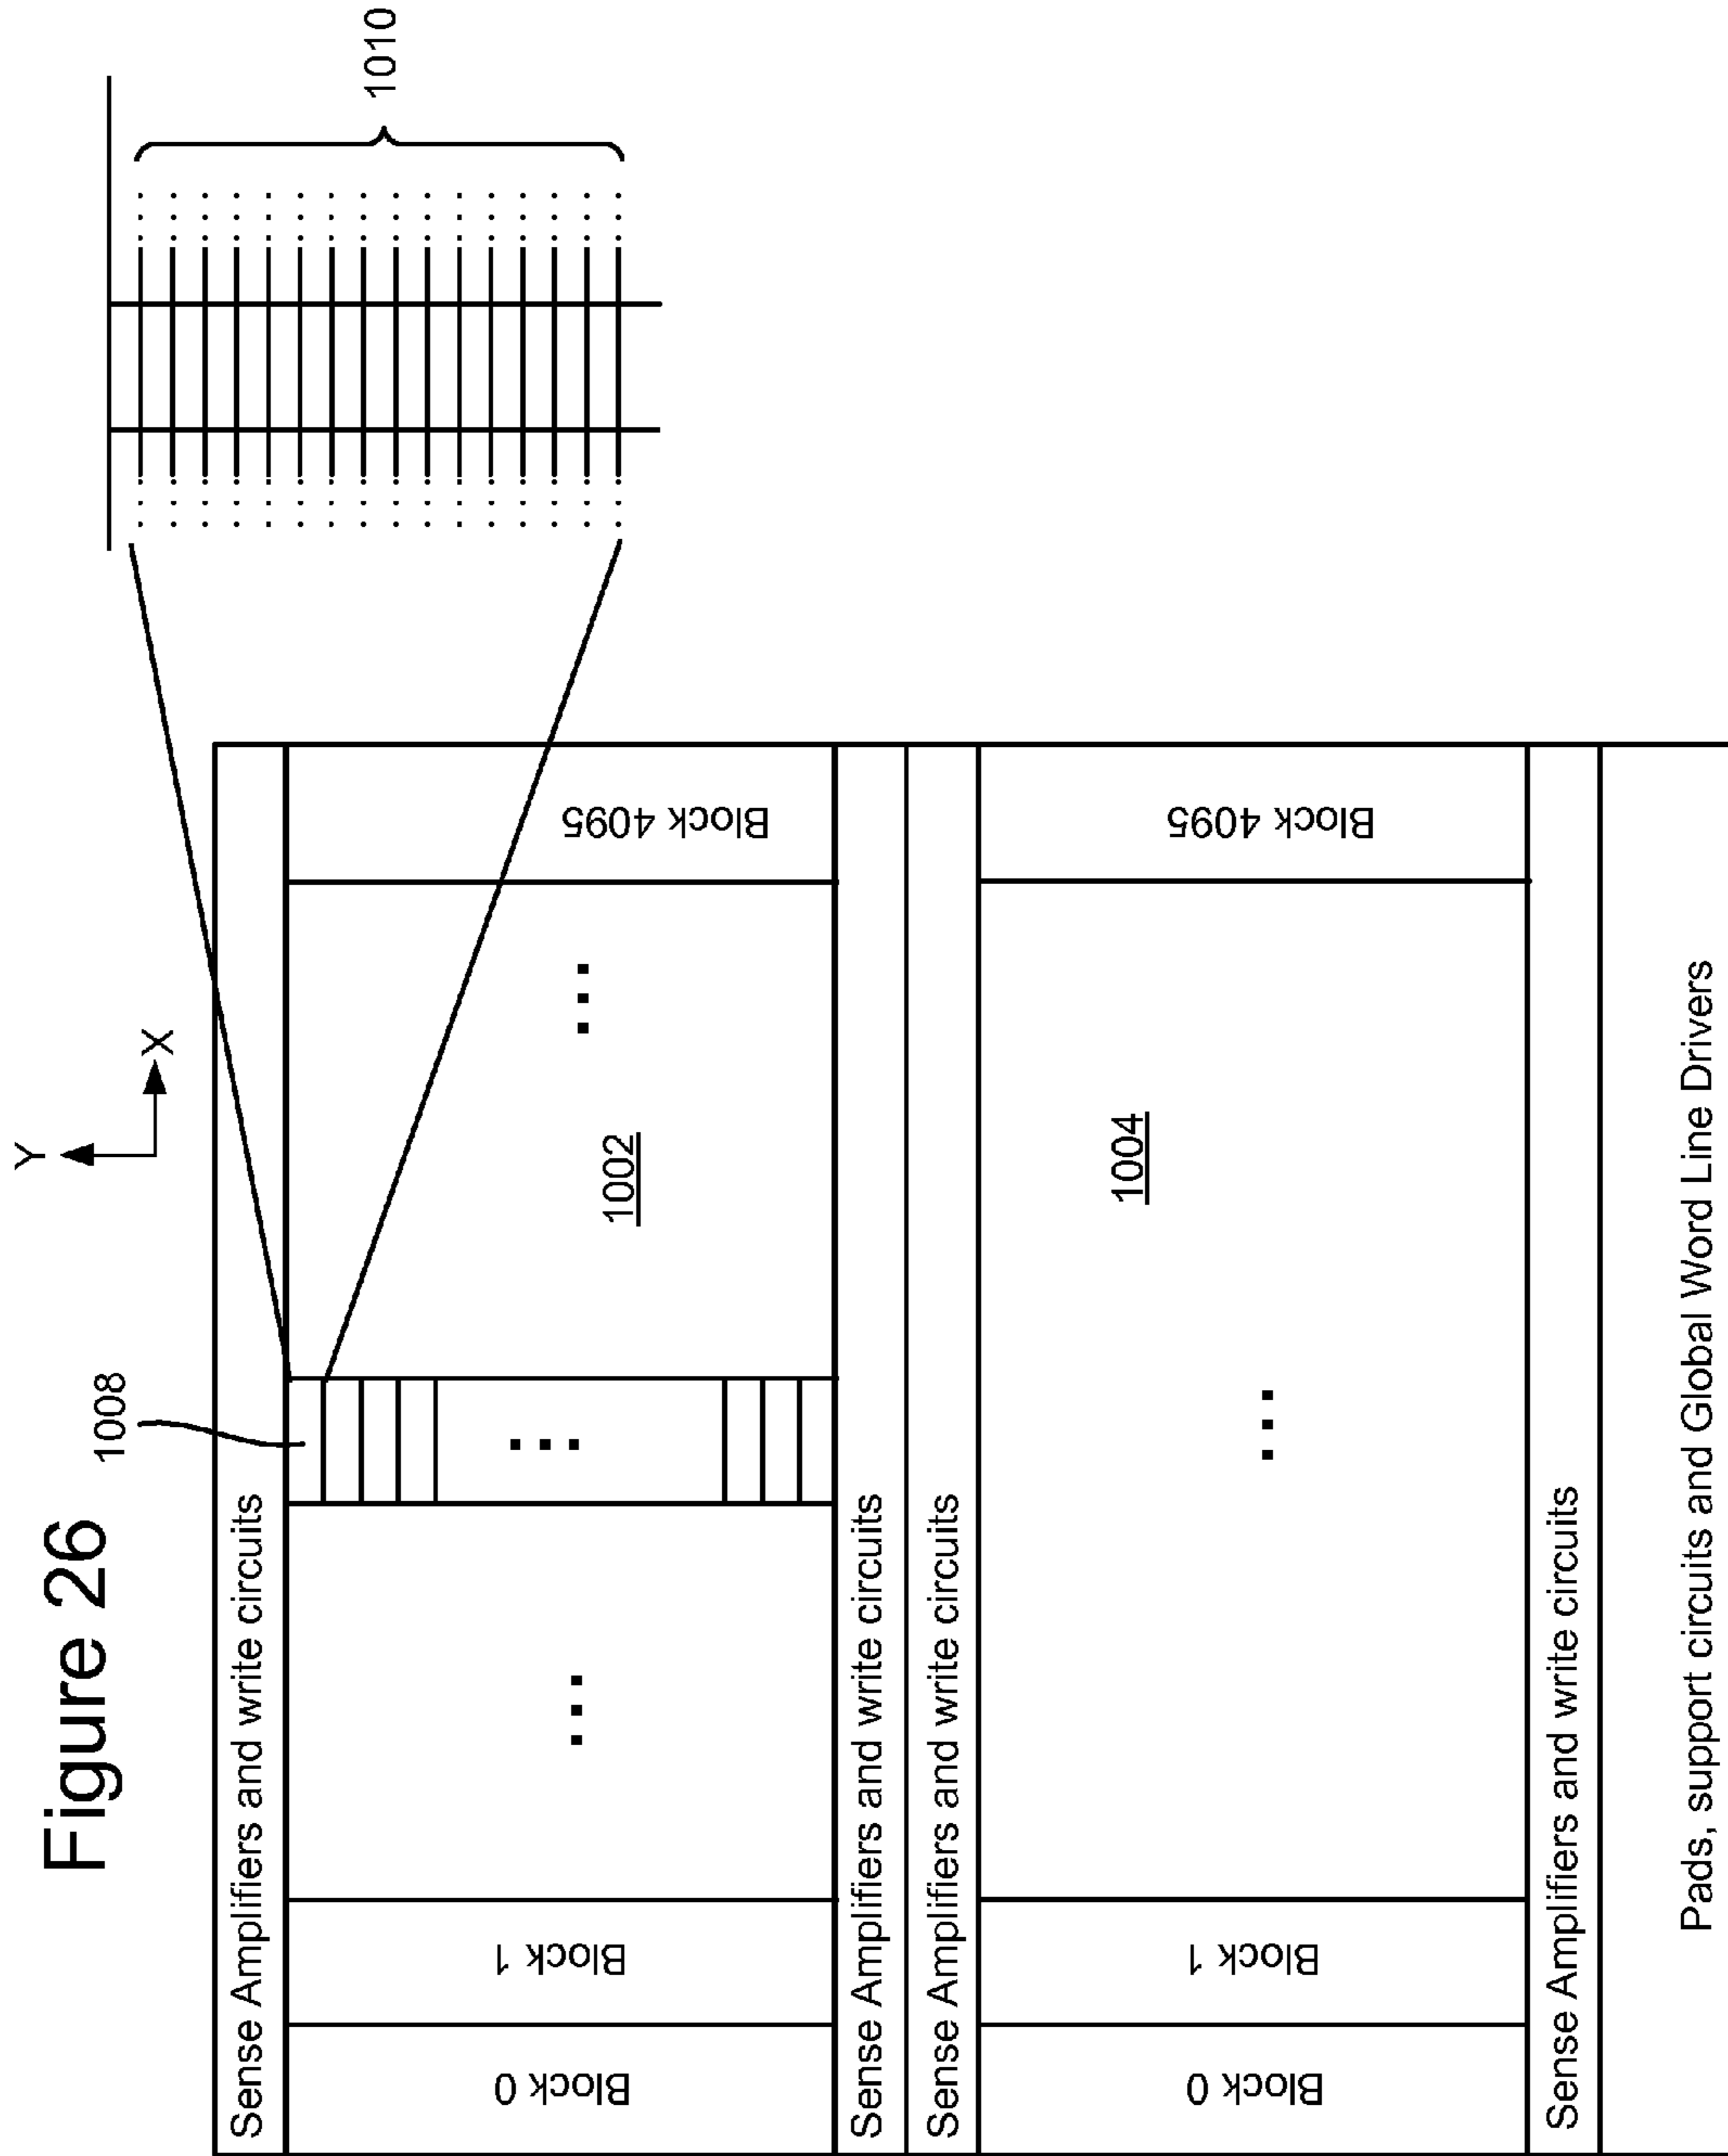 Figure 26
Y
X
1008
1010
Sense Amplifiers and write circuits
Block 0
Block 1
...
1002
...
Block 4095
Sense Amplifiers and write circuits
Sense Amplifiers and write circuits
Block 0
Block 1
...
1004
Block 4095
Sense Amplifiers and write circuits
Pads, support circuits and Global Word Line Drivers